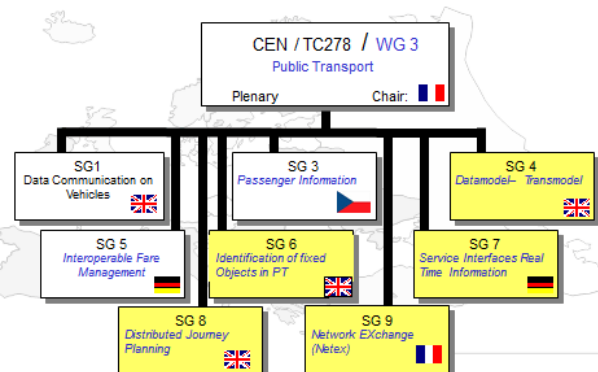 CEN / TC278 / WG 3
Public Transport
Plenary Chair:
SG1
Data Communication on
Vehicles
SG 3
Passenger Information
SG 4
Datamodel– Transmodel
SG 5
Interoperable Fare
Management
SG 6
Identification of fixed
Objects in PT
SG 7
Service Interfaces Real
Time Information
SG 8
Distributed Journey
Planning
SG 9
Network EXchange
(Netex)